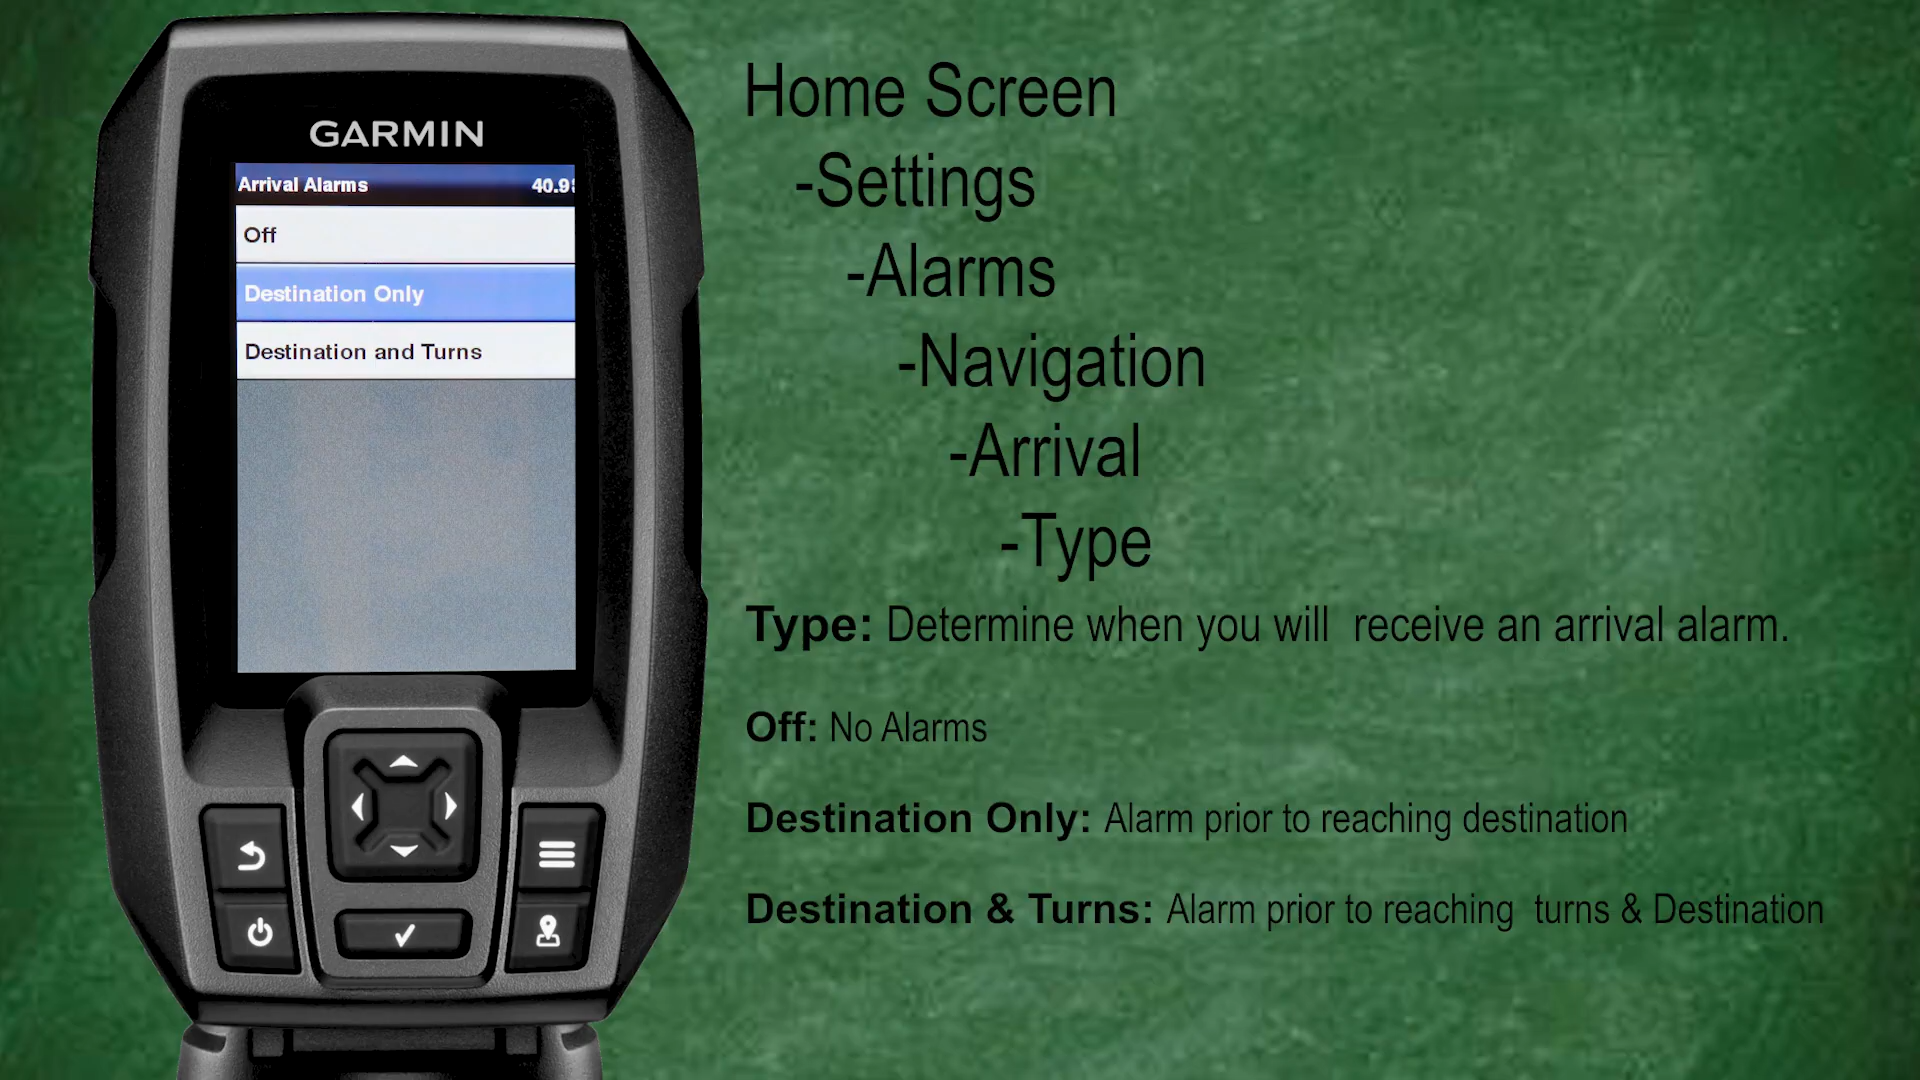 GARMIN
Arrival Alarms 40.9
Off
Destination Only
Destination and Turns
Home Screen
-Settings
-Alarms
-Navigation
-Arrival
-Type
Type: Determine when you will receive an arrival alarm.
Off: No Alarms
Destination Only: Alarm prior to reaching destination
Destination & Turns: Alarm prior to reaching turns & Destination